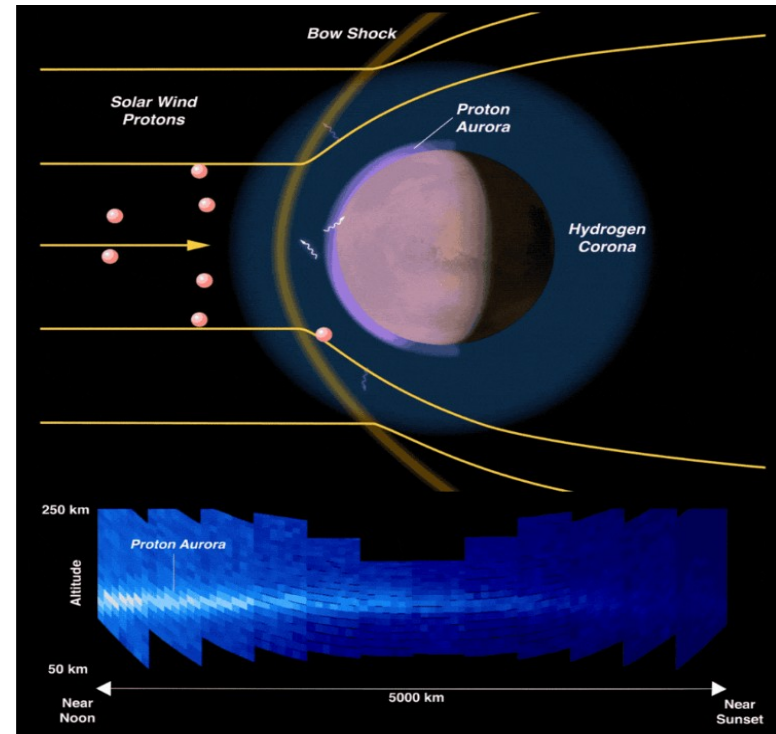 Bow Shock
Solar Wind
Protons
Proton
Aurora
Hydrogen
Corona
250 km
Proton Aurora
Altitude
50 km
5000 km
Near
Noon
Near
Sunset